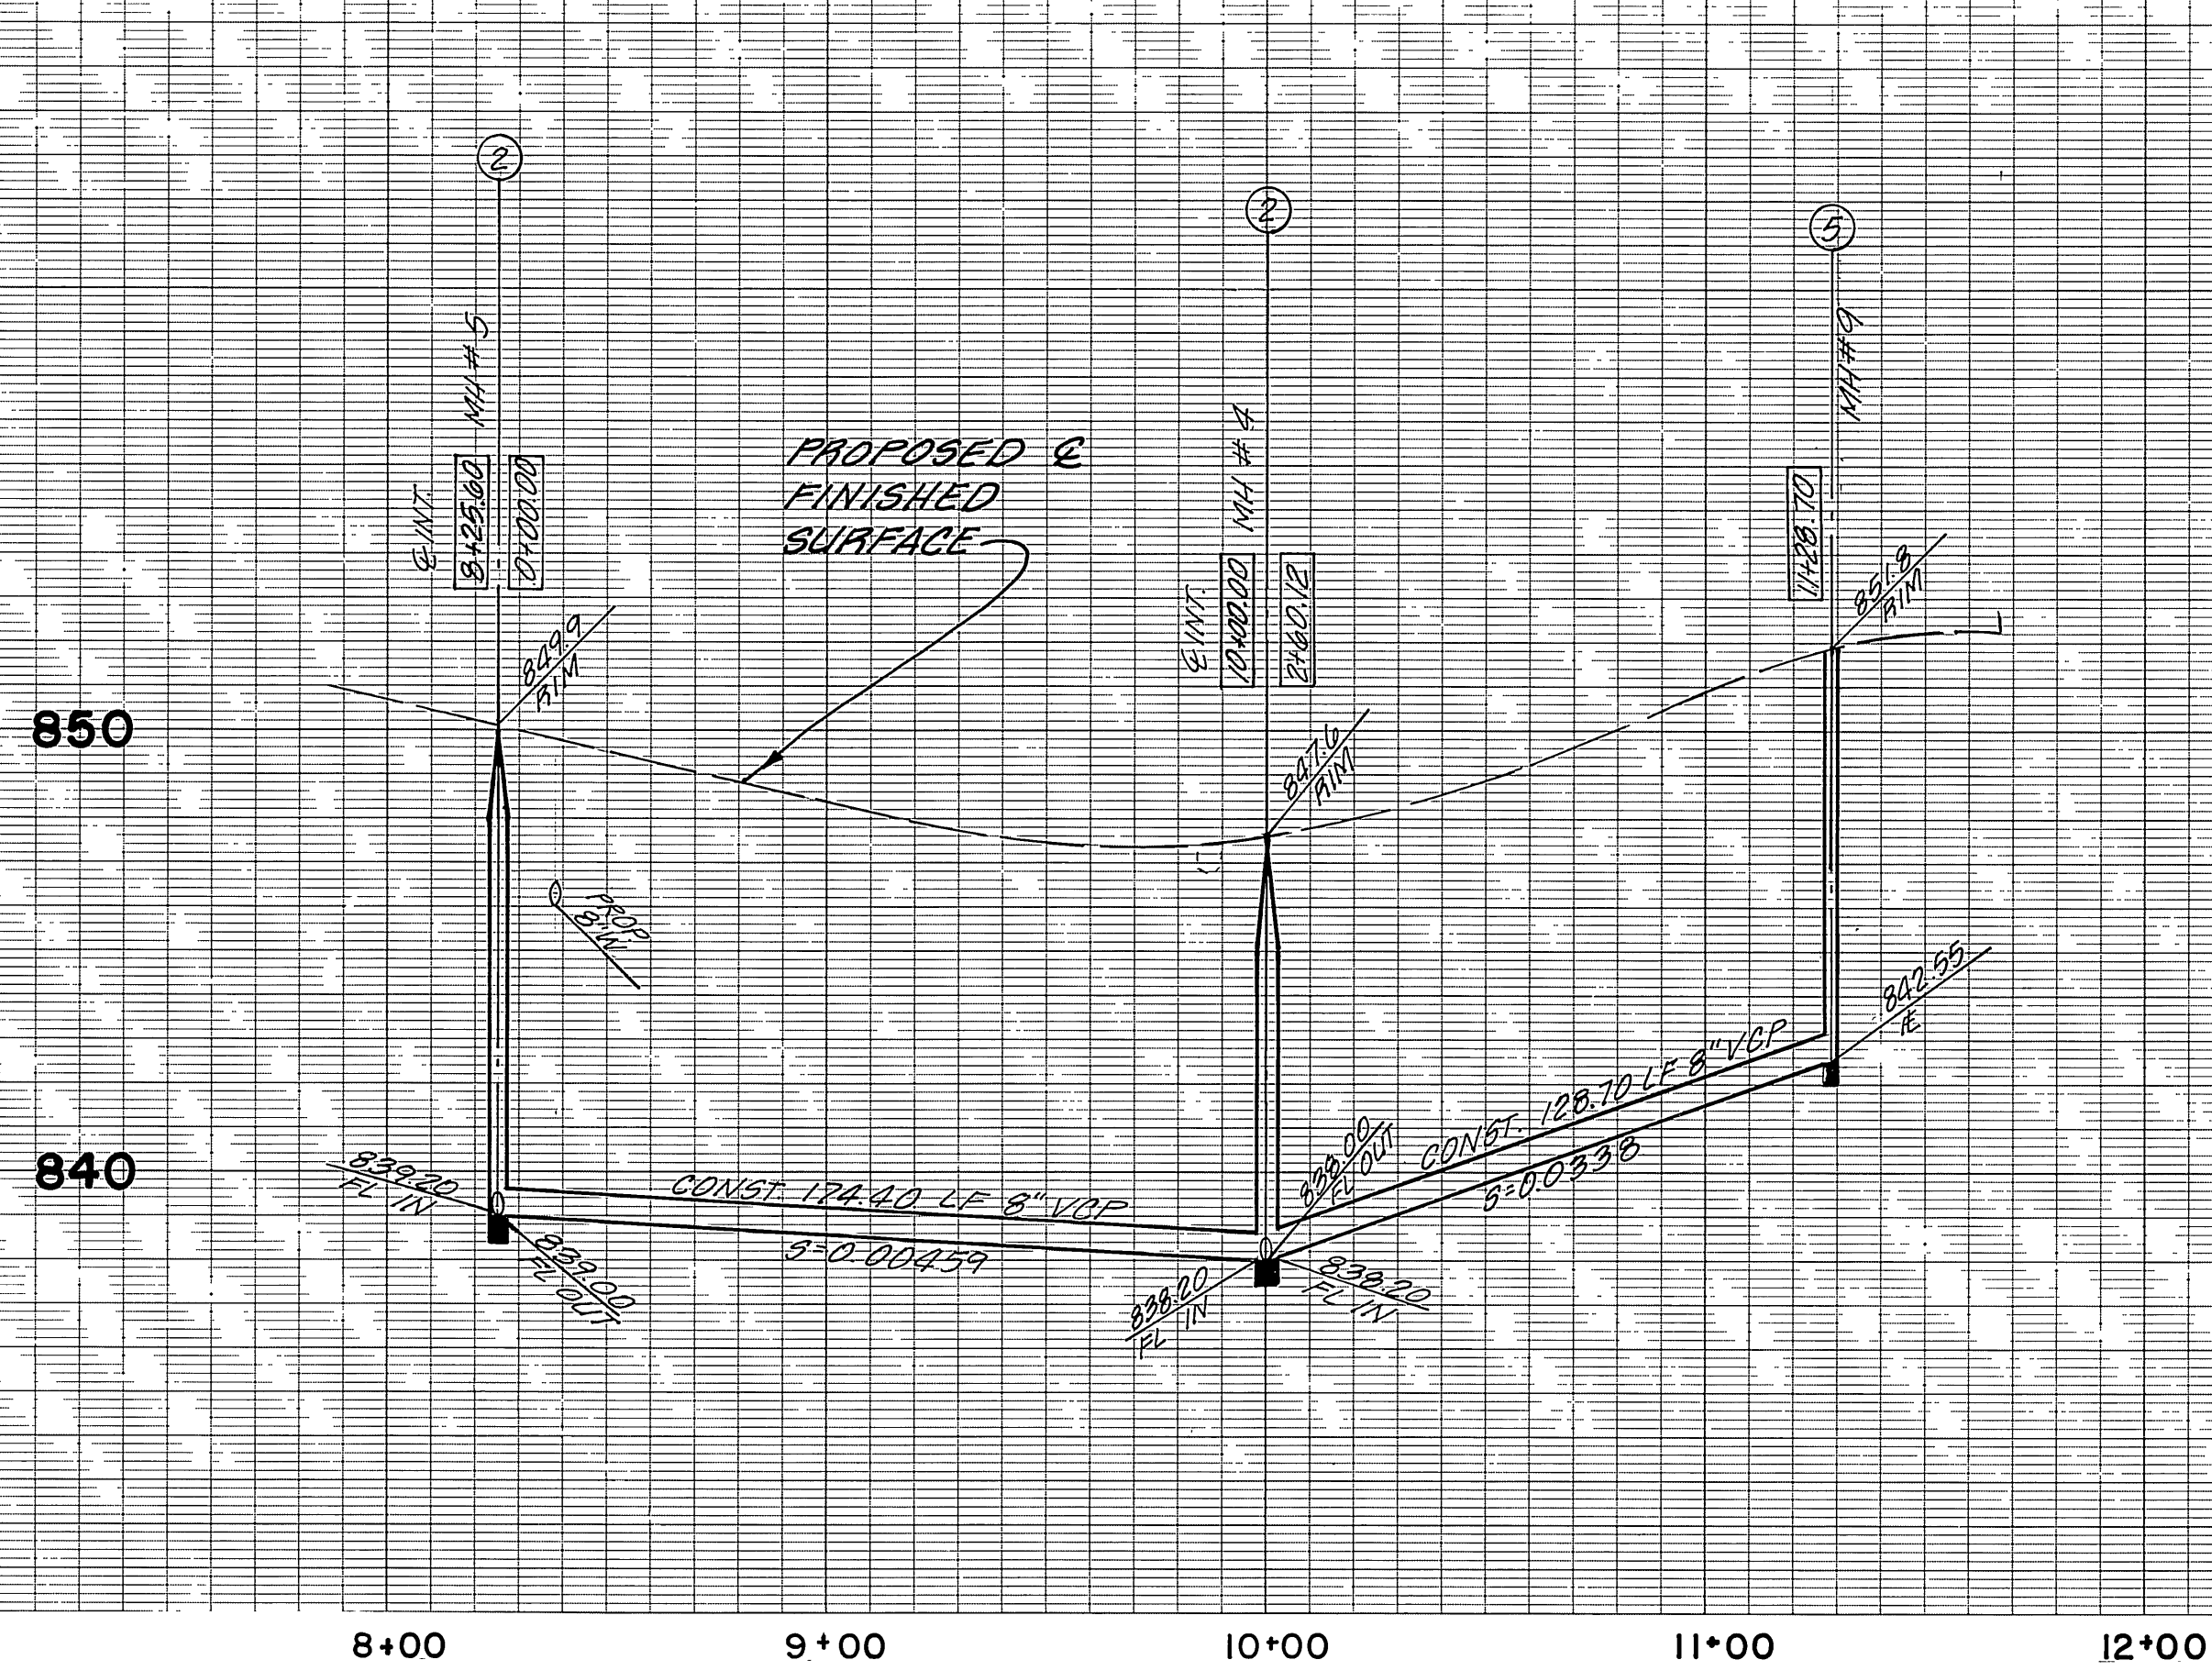 2
2
5
MH # 5
MH # 4
MH # 6
℄ INT.
8+25.60
0+00.00
PROPOSED ℄
FINISHED
SURFACE
℄ INT.
10+00.00
2+60.12
11+28.70
849.9
RIM
847.6
RIM
851.8
RIM
850
PROP
8" W.
842.55
840
839.20
FL IN
CONST. 174.40 LF 8" VCP
S=0.00459
839.00
FL OUT
838.00
FL OUT
CONST. 128.70 LF 8" VCP
S=0.0338
838.20
FL IN
838.20
FL IN
8+00
9+00
10+00
11+00
12+00